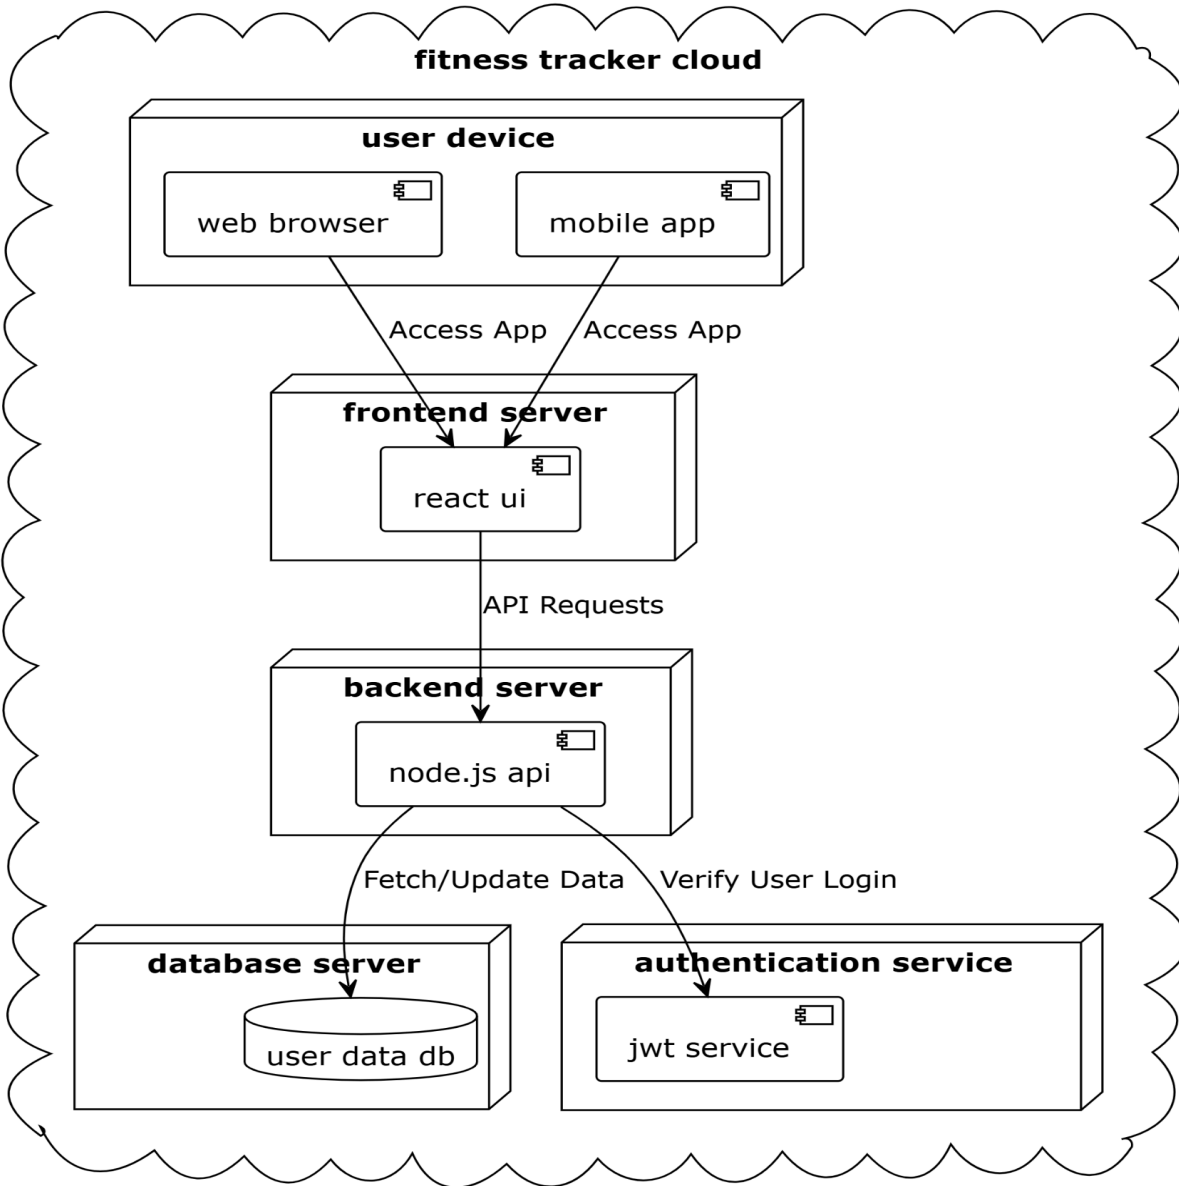 fitness tracker cloud
user device
web browser
mobile app
Access App
Access App
frontend server
react ui
API Requests
backend server
node.js api
Fetch/Update Data
Verify User Login
database server
authentication service
user data db
jwt service